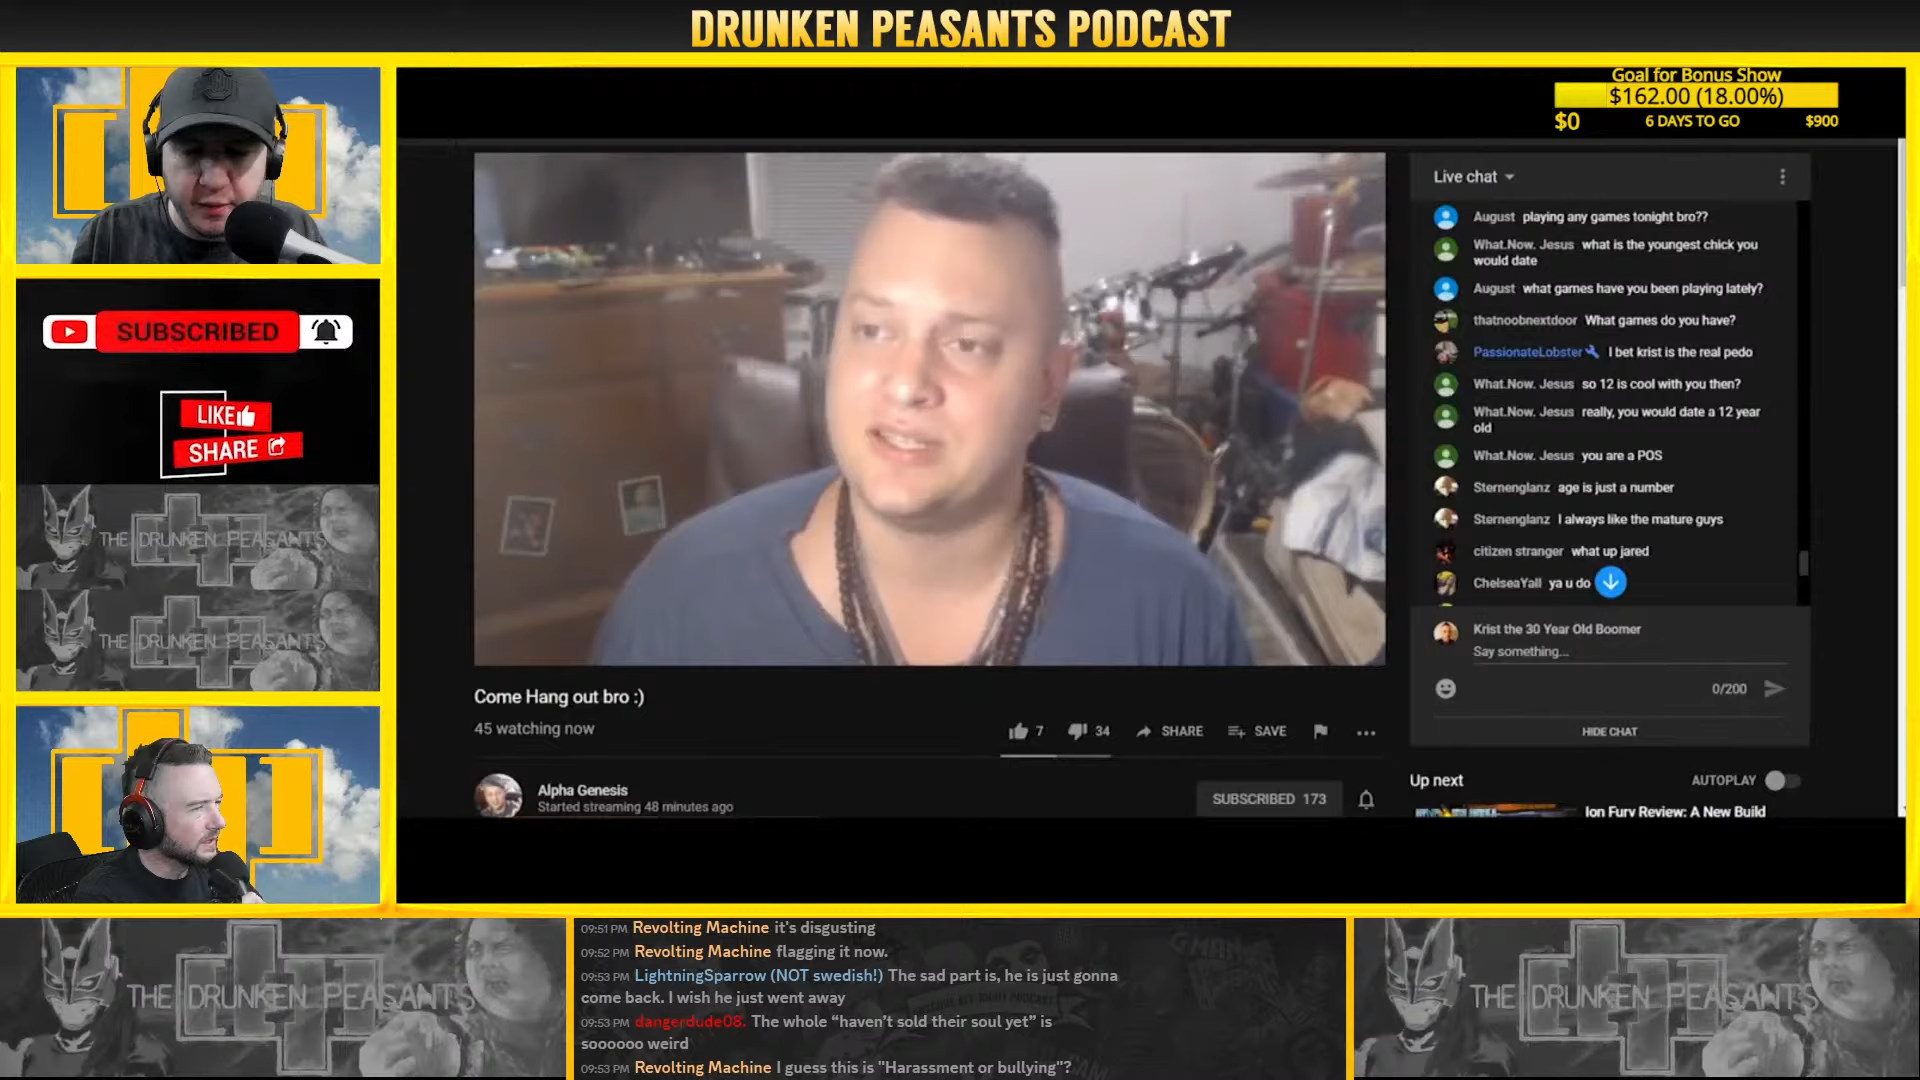 DRUNKEN PEASANTS PODCAST
Goal for Bonus Show
$162.00 (18.00%)
$0
6 DAYS TO GO
$900
SUBSCRIBED
LIKE
SHARE
THE DRUNKEN PEASANTS
THE DRUNKEN PEASANTS
Live chat
August playing any games tonight bro??
What.Now. Jesus what is the youngest chick you
would date
August what games have you been playing lately?
thatnoobnextdoor What games do you have?
PassionateLobster I bet krist is the real pedo
What.Now. Jesus so 12 is cool with you then?
What.Now. Jesus really, you would date a 12 year
old
What.Now. Jesus you are a POS
Sternenglanz age is just a number
Sternenglanz I always like the mature guys
citizen stranger what up jared
ChelseaYall ya u do
Krist the 30 Year Old Boomer
Say something...
0/200
HIDE CHAT
Come Hang out bro :)
45 watching now
7
34
SHARE
SAVE
Alpha Genesis
Started streaming 48 minutes ago
SUBSCRIBED 173
Up next
AUTOPLAY
Ion Fury Review: A New Build
THE DRUNKEN PEASANTS
09:51 PM Revolting Machine it's disgusting
09:52 PM Revolting Machine flagging it now.
09:53 PM LightningSparrow (NOT swedish!) The sad part is, he is just gonna
come back. I wish he just went away
09:53 PM dangerdude08. The whole “haven’t sold their soul yet” is
soooooo weird
09:53 PM Revolting Machine I guess this is "Harassment or bullying"?
THE DRUNKEN PEASANTS